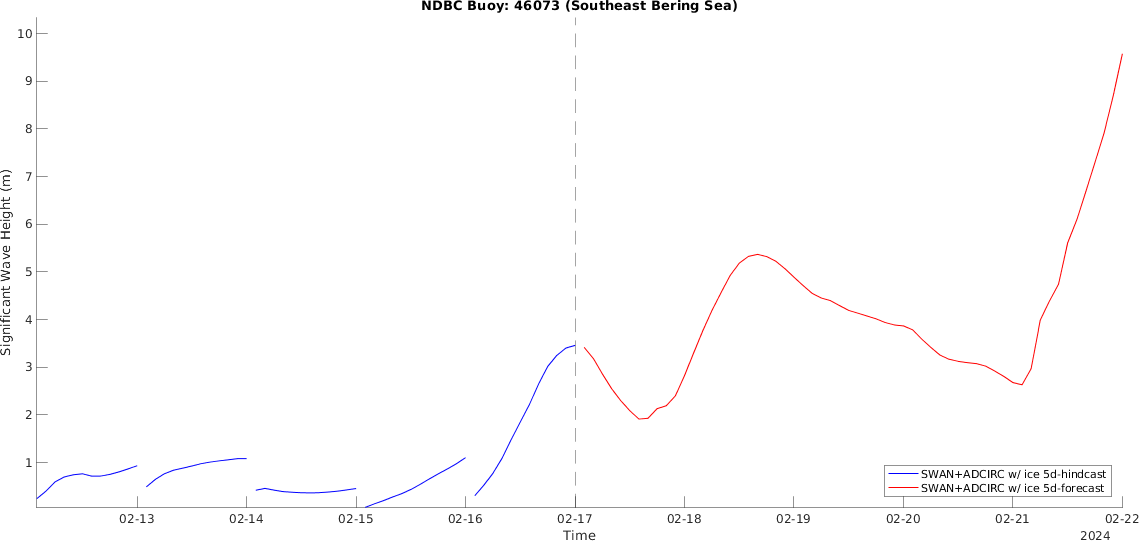 NDBC Buoy: 46073 (Southeast Bering Sea)
10
9
8
7
6
5
4
3
2
1
Significant Wave Height (m)
SWAN+ADCIRC w/ ice 5d-hindcast
SWAN+ADCIRC w/ ice 5d-forecast
02-13 02-14 02-15 02-16 02-17 02-18 02-19 02-20 02-21 02-22
Time
2024